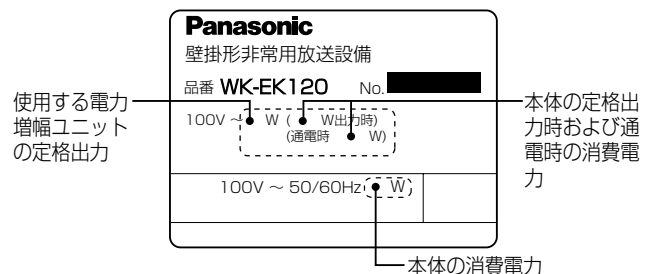 Panasonic
壁掛形非常用放送設備
品番 WK-EK120 No.
使用する電力
増幅ユニット
の定格出力
100V ~ W ( W出力時)
(通電時 W)
本体の定格出
力時および通
電時の消費電
力
100V ~ 50/60Hz ( W)
本体の消費電力